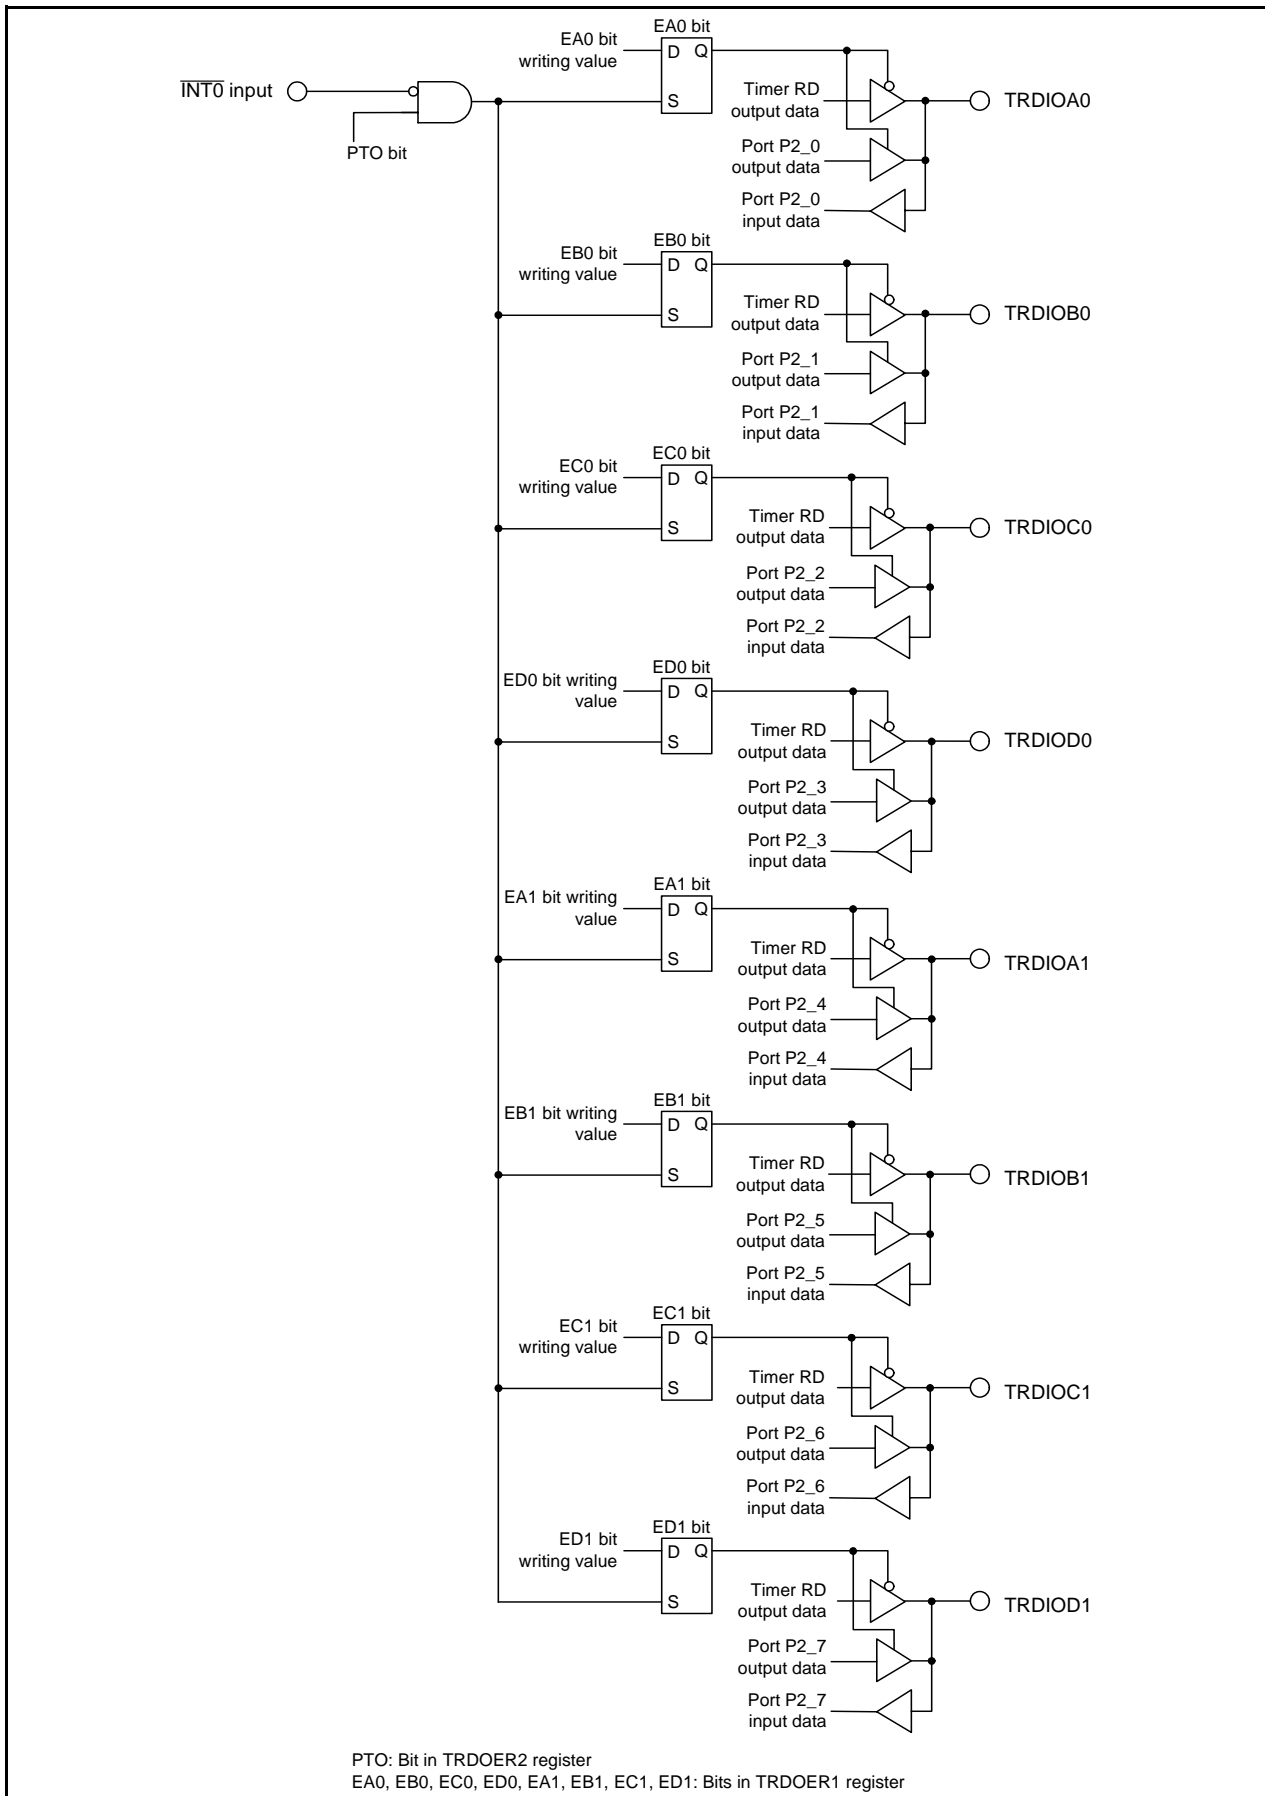 EA0 bit
EA0 bit
writing value
D Q
S
INT0 input
PTO bit
Timer RD
output data
TRDIOA0
Port P2_0
output data
Port P2_0
input data
EB0 bit
EB0 bit
writing value
D Q
S
Timer RD
output data
TRDIOB0
Port P2_1
output data
Port P2_1
input data
EC0 bit
EC0 bit
writing value
D Q
S
Timer RD
output data
TRDIOC0
Port P2_2
output data
Port P2_2
input data
ED0 bit
ED0 bit writing
value
D Q
S
Timer RD
output data
TRDIOD0
Port P2_3
output data
Port P2_3
input data
EA1 bit
EA1 bit writing
value
D Q
S
Timer RD
output data
TRDIOA1
Port P2_4
output data
Port P2_4
input data
EB1 bit
EB1 bit writing
value
D Q
S
Timer RD
output data
TRDIOB1
Port P2_5
output data
Port P2_5
input data
EC1 bit
EC1 bit
writing value
D Q
S
Timer RD
output data
TRDIOC1
Port P2_6
output data
Port P2_6
input data
ED1 bit
ED1 bit
writing value
D Q
S
Timer RD
output data
TRDIOD1
Port P2_7
output data
Port P2_7
input data
PTO: Bit in TRDOER2 register
EA0, EB0, EC0, ED0, EA1, EB1, EC1, ED1: Bits in TRDOER1 register